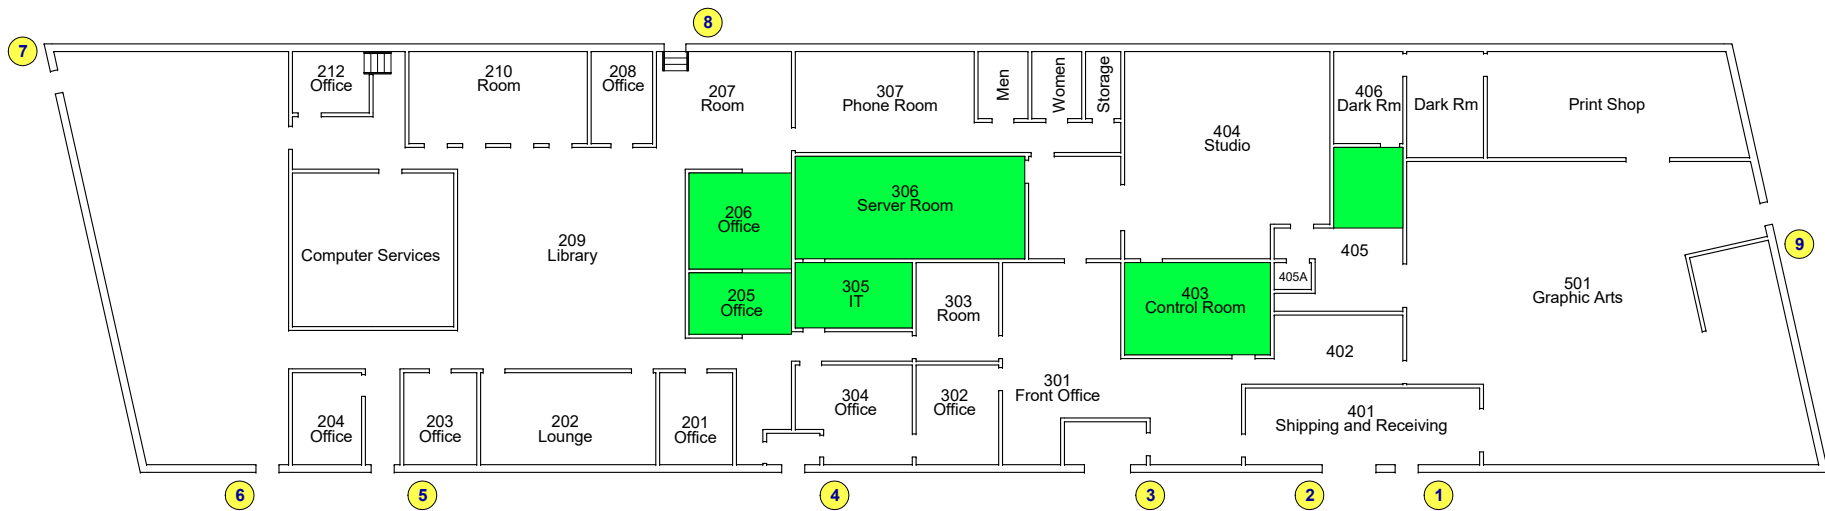 8
7
212
Office
210
Room
208
Office
207
Room
307
Phone Room
Men
Women
Storage
404
Studio
406
Dark Rm
Dark Rm
Print Shop
306
Server Room
206
Office
209
Library
Computer Services
205
Office
305
IT
303
Room
403
Control Room
405
405A
501
Graphic Arts
9
402
301
Front Office
304
Office
302
Office
401
Shipping and Receiving
204
Office
203
Office
202
Lounge
201
Office
6
5
4
3
2
1